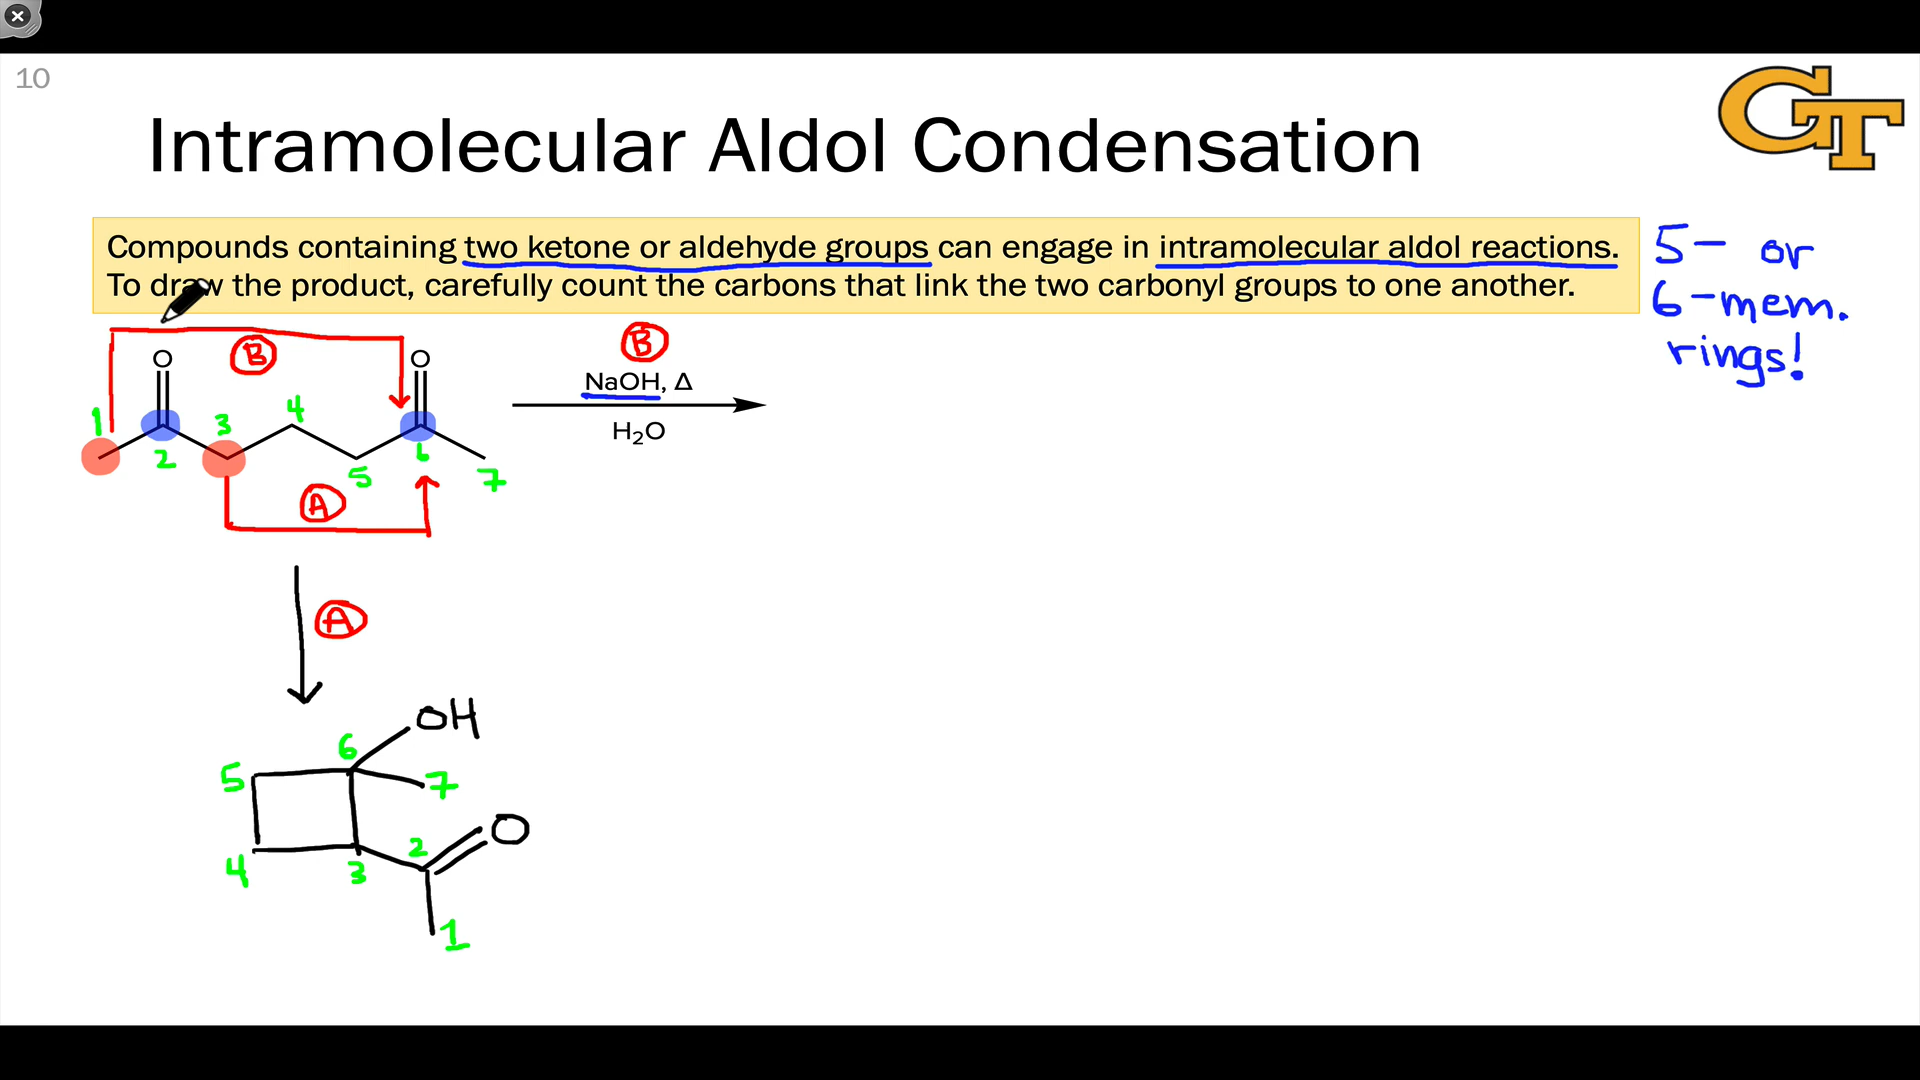 10
GT
Intramolecular Aldol Condensation
Compounds containing two ketone or aldehyde groups can engage in intramolecular aldol reactions.
To draw the product, carefully count the carbons that link the two carbonyl groups to one another.
5- or
6-mem.
rings!
B
O
O
B
NaOH, Δ
H₂O
1
2
3
4
5
6
7
A
A
OH
6
5
7
O
2
4
3
1